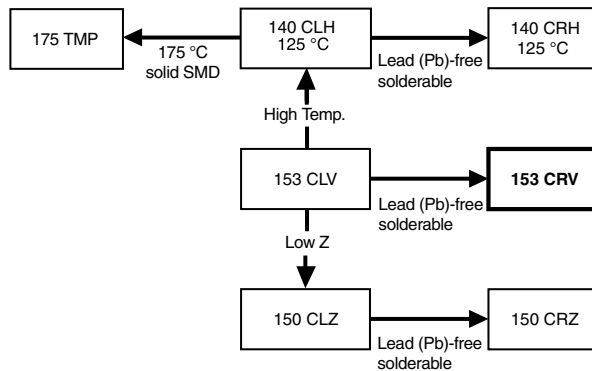 175 TMP
175 °C
solid SMD
140 CLH
125 °C
Lead (Pb)-free
solderable
140 CRH
125 °C
High Temp.
153 CLV
Lead (Pb)-free
solderable
153 CRV
Low Z
150 CLZ
Lead (Pb)-free
solderable
150 CRZ